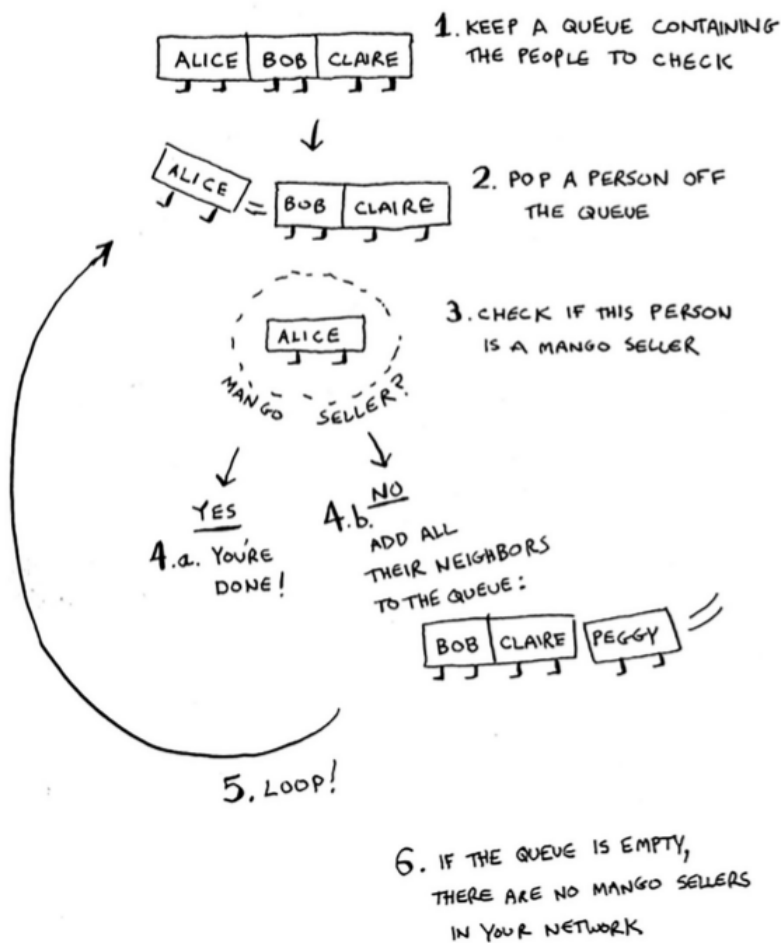 ALICE BOB CLAIRE
1. KEEP A QUEUE CONTAINING
THE PEOPLE TO CHECK
ALICE
BOB CLAIRE
2. POP A PERSON OFF
THE QUEUE
ALICE
MANGO SELLER?
3. CHECK IF THIS PERSON
IS A MANGO SELLER
YES
4.a. YOU'RE
DONE!
NO
4.b.
ADD ALL
THEIR NEIGHBORS
TO THE QUEUE:
BOB CLAIRE PEGGY
5. LOOP!
6. IF THE QUEUE IS EMPTY,
THERE ARE NO MANGO SELLERS
IN YOUR NETWORK